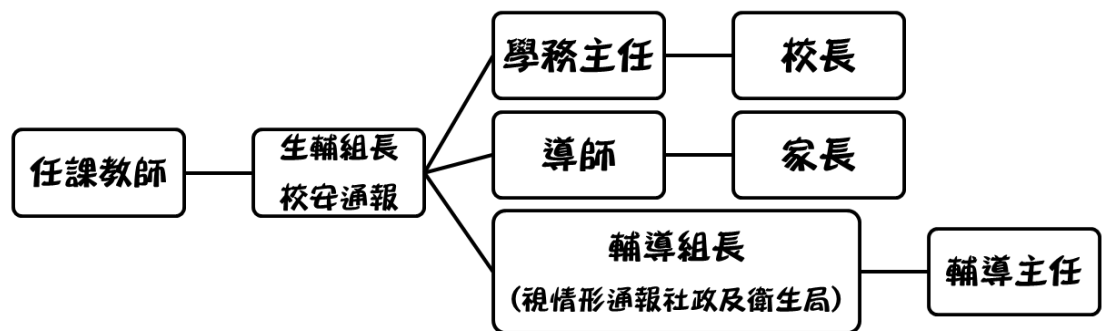 任課教師
生輔組長
校安通報
學務主任
校長
導師
家長
輔導組長
(視情形通報社政及衛生局)
輔導主任